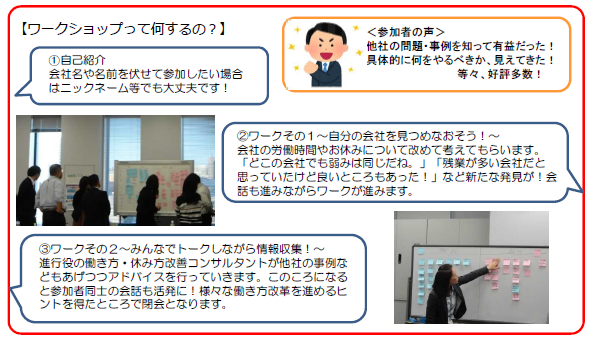 【ワークショップって何するの？】
＜参加者の声＞
他社の問題・事例を知って有益だった！
具体的に何をやるべきか、見えてきた！
等々、好評多数！
①自己紹介
会社名や名前を伏せて参加したい場合
はニックネーム等でも大丈夫です！
②ワークその１～自分の会社を見つめなおそう！～
会社の労働時間やお休みについて改めて考えてもらいます。
「どこの会社でも弱みは同じだね。」「残業が多い会社だと
思っていたけど良いところもあった！」など新たな発見が！会
話も進みながらワークが進みます。
③ワークその２～みんなでトークしながら情報収集！～
進行役の働き方・休み方改善コンサルタントが他社の事例な
どもあげつつアドバイスを行っていきます。このころになる
と参加者同士の会話も活発に！様々な働き方改革を進めるヒ
ントを得たところで閉会となります。